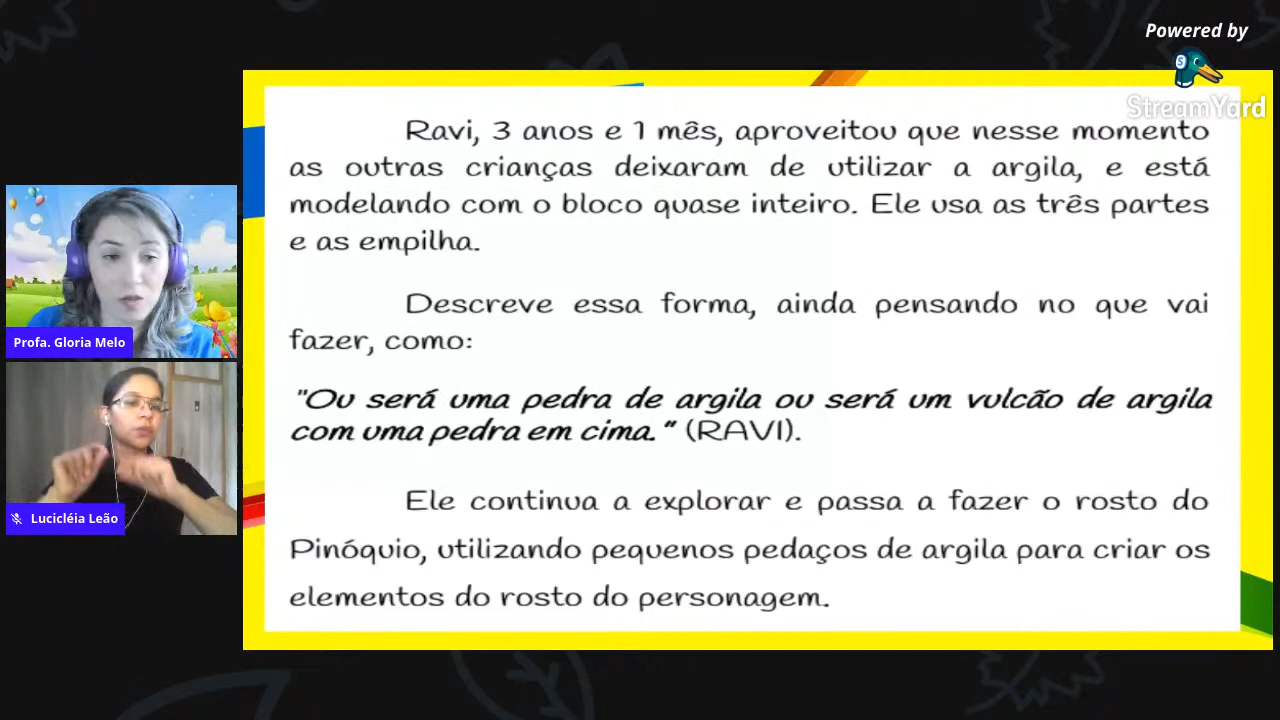 Powered by
StreamYard
Ravi, 3 anos e 1 mês, aproveitou que nesse momento
as outras crianças deixaram de utilizar a argila, e está
modelando com o bloco quase inteiro. Ele usa as três partes
e as empilha.
Descreve essa forma, ainda pensando no que vai
fazer, como:
"Ou será uma pedra de argila ou será um vulcão de argila
com uma pedra em cima." (RAVI).
Ele continua a explorar e passa a fazer o rosto do
Pinóquio, utilizando pequenos pedaços de argila para criar os
elementos do rosto do personagem.
Profa. Gloria Melo
Lucicléia Leão